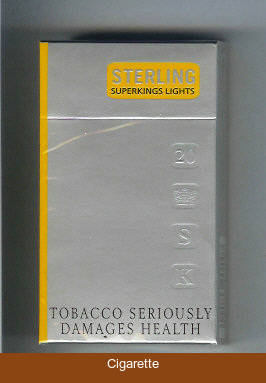 STERLING
SUPERKINGS LIGHTS
20
S
K
TOBACCO SERIOUSLY
DAMAGES HEALTH
Cigarette